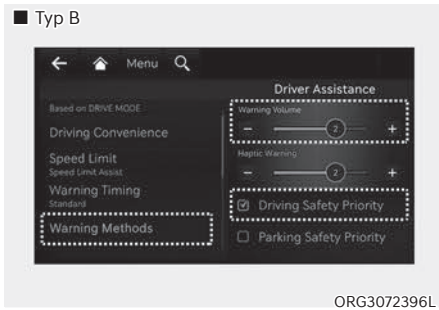 ■ Typ B
Menu
Driver Assistance
Based on DRIVE MODE
Driving Convenience
Speed Limit
Speed Limit Assist
Warning Timing
Standard
Warning Methods
Warning Volume
− 2 +
Haptic Warning
− 2 +
Driving Safety Priority
Parking Safety Priority
ORG3072396L